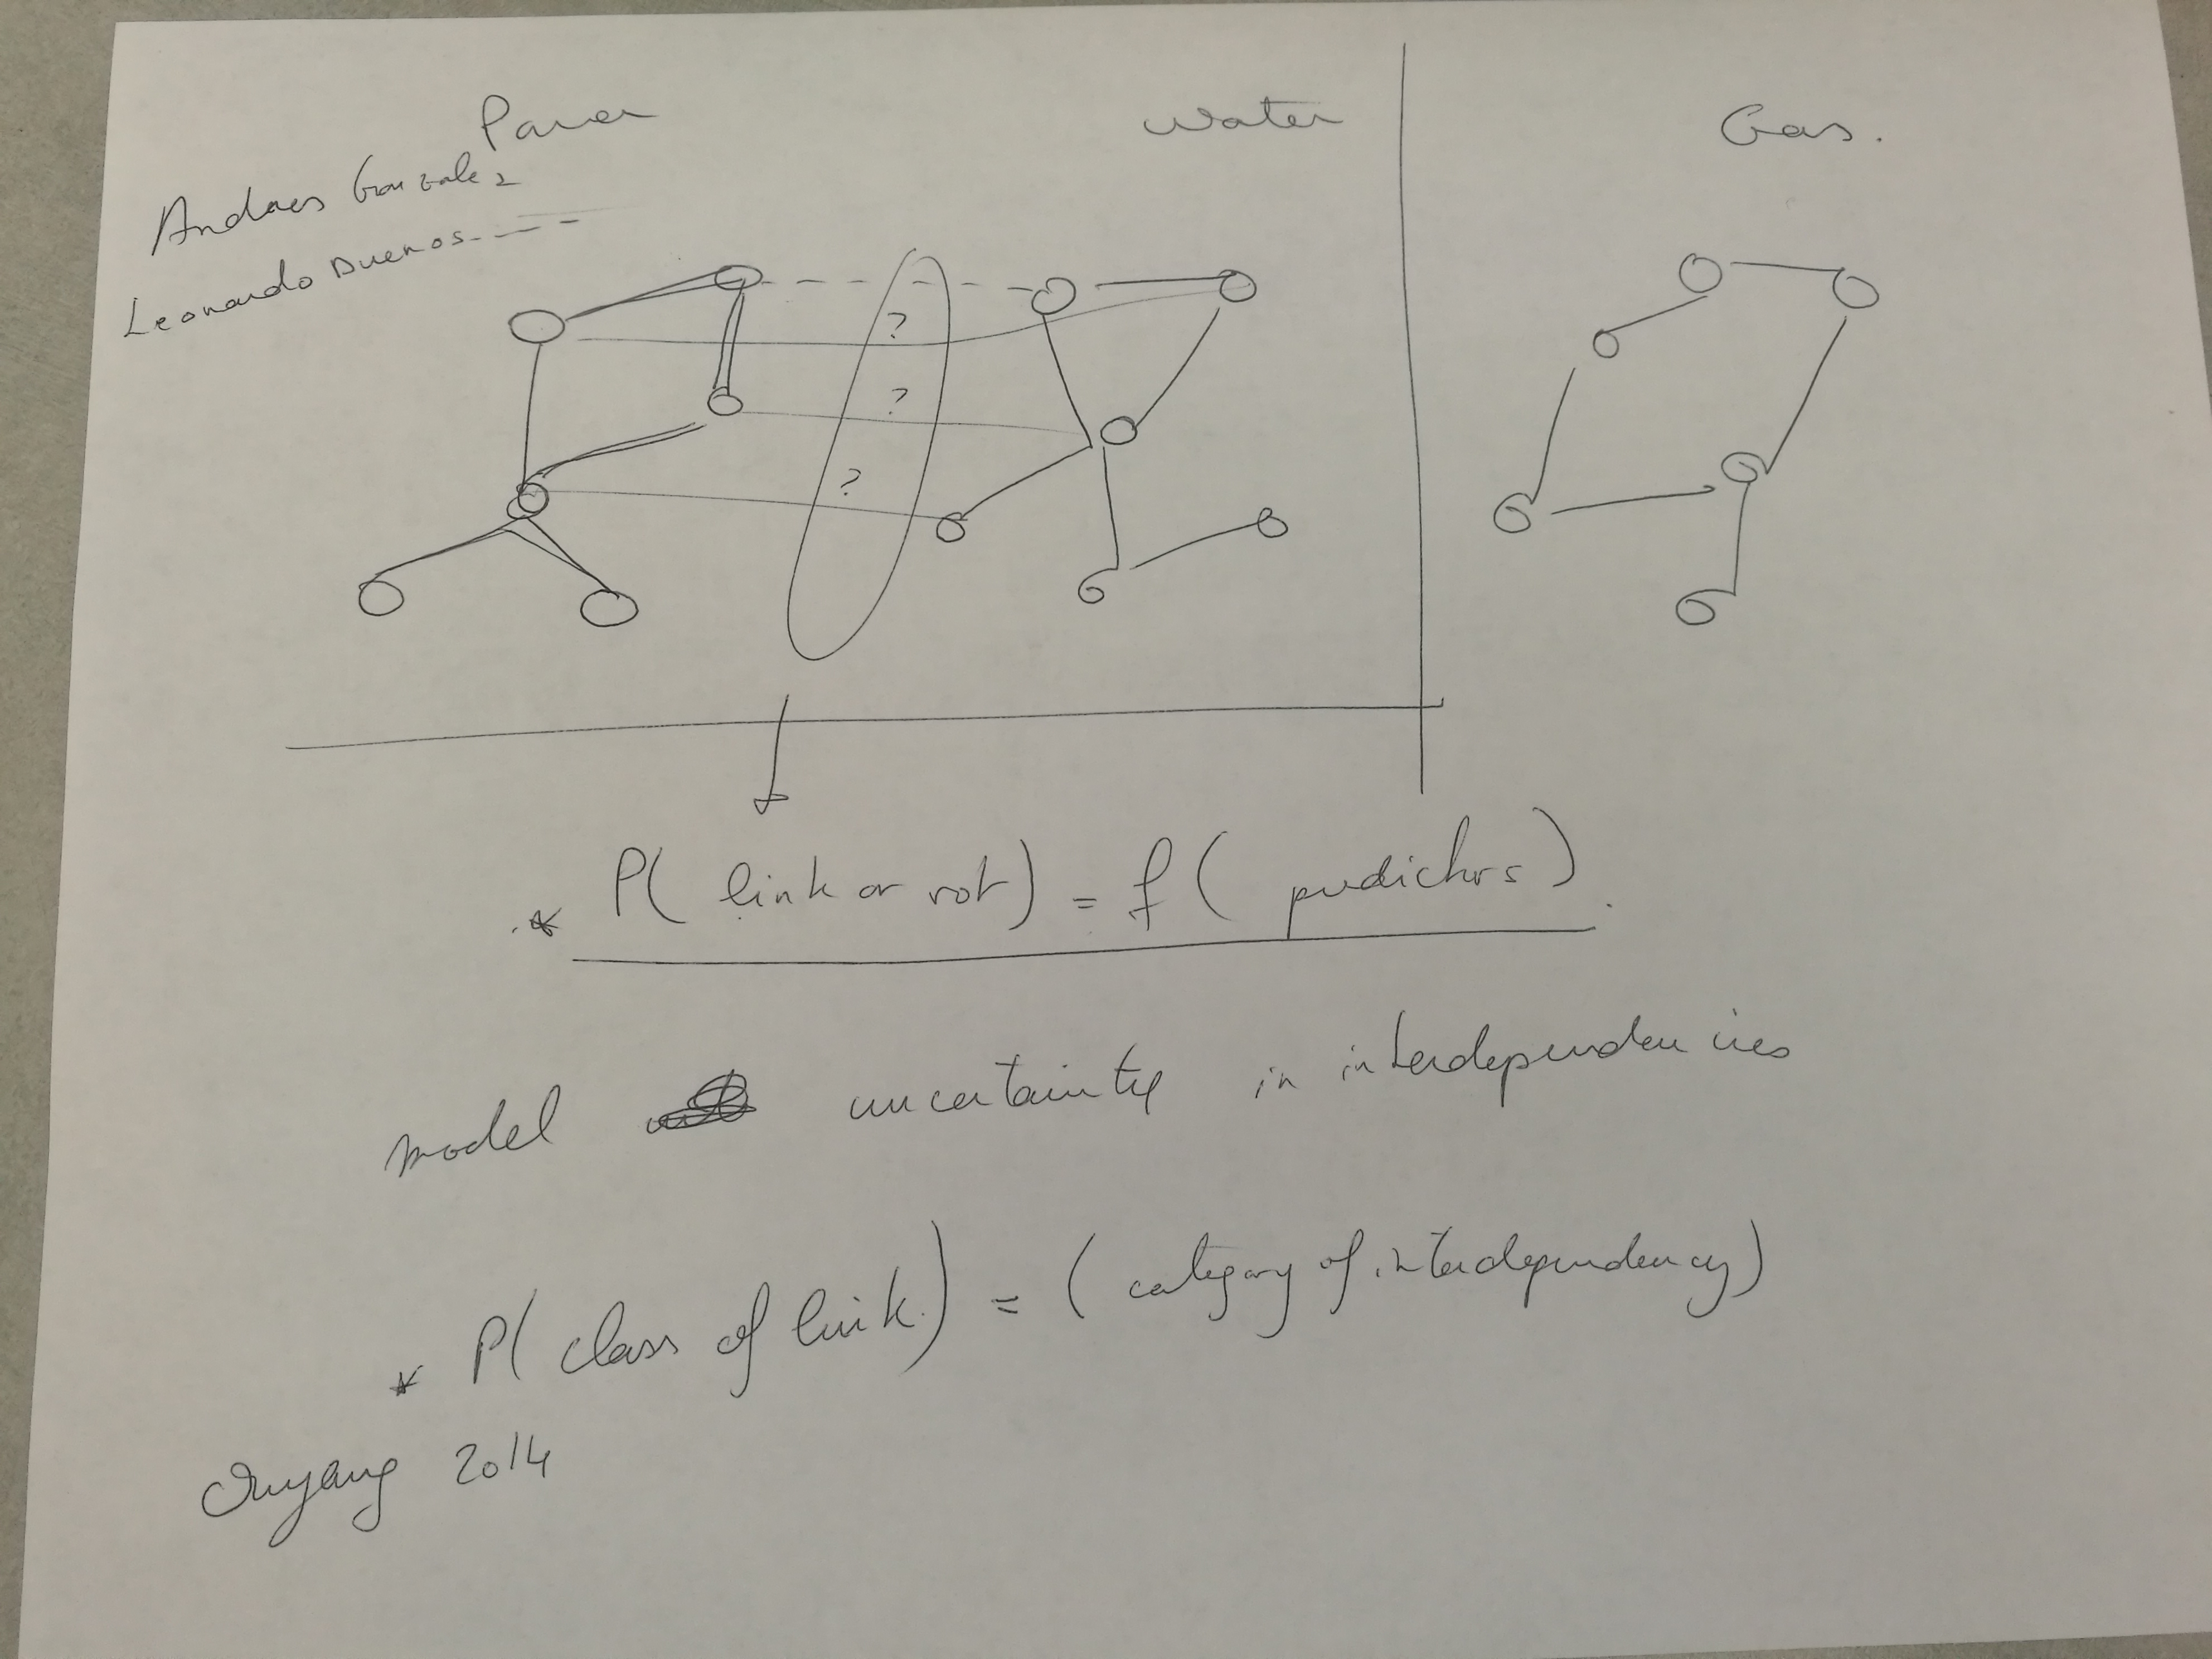 Power
Water
Gas.
Andres Gonzalez
Leonardo Duenos
?
?
?
* P( link or not) = f ( predictors).
model uncertainty in interdependencies
* P( class of link.) = ( category of interdependency)
Ouyang 2014